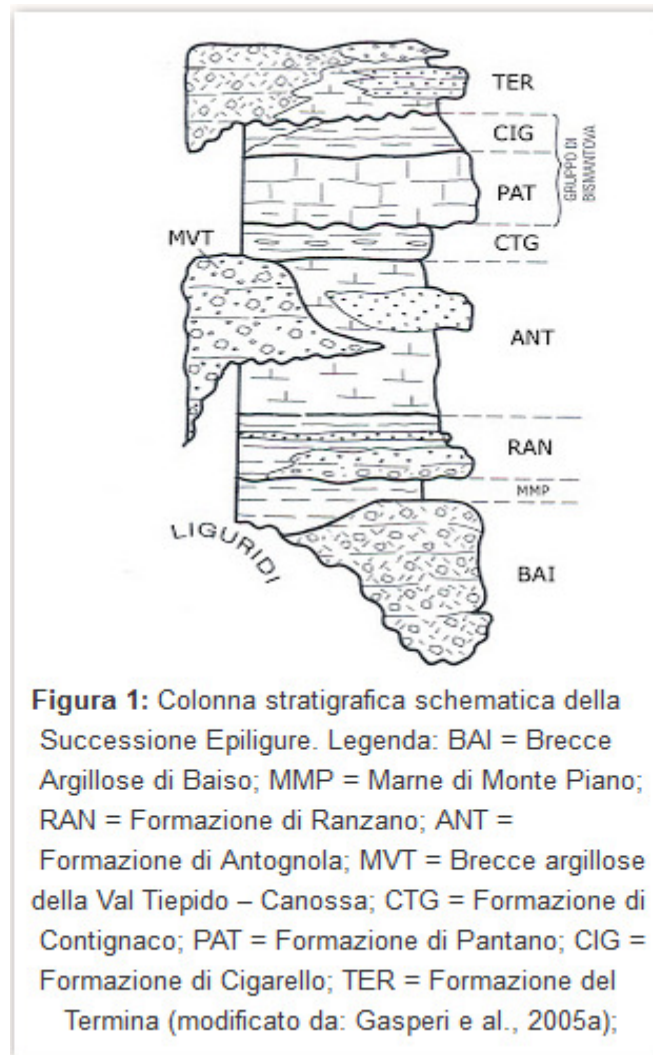 TER
CIG
GRUPPO DI
BISMANTOVA
PAT
MVT
CTG
ANT
RAN
MMP
LIGURIDI
BAI
Figura 1: Colonna stratigrafica schematica della
Successione Epiligure. Legenda: BAI = Brecce
Argillose di Baiso; MMP = Marne di Monte Piano;
RAN = Formazione di Ranzano; ANT =
Formazione di Antognola; MVT = Brecce argillose
della Val Tiepido – Canossa; CTG = Formazione di
Contignaco; PAT = Formazione di Pantano; CIG =
Formazione di Cigarello; TER = Formazione del
Termina (modificato da: Gasperi e al., 2005a);